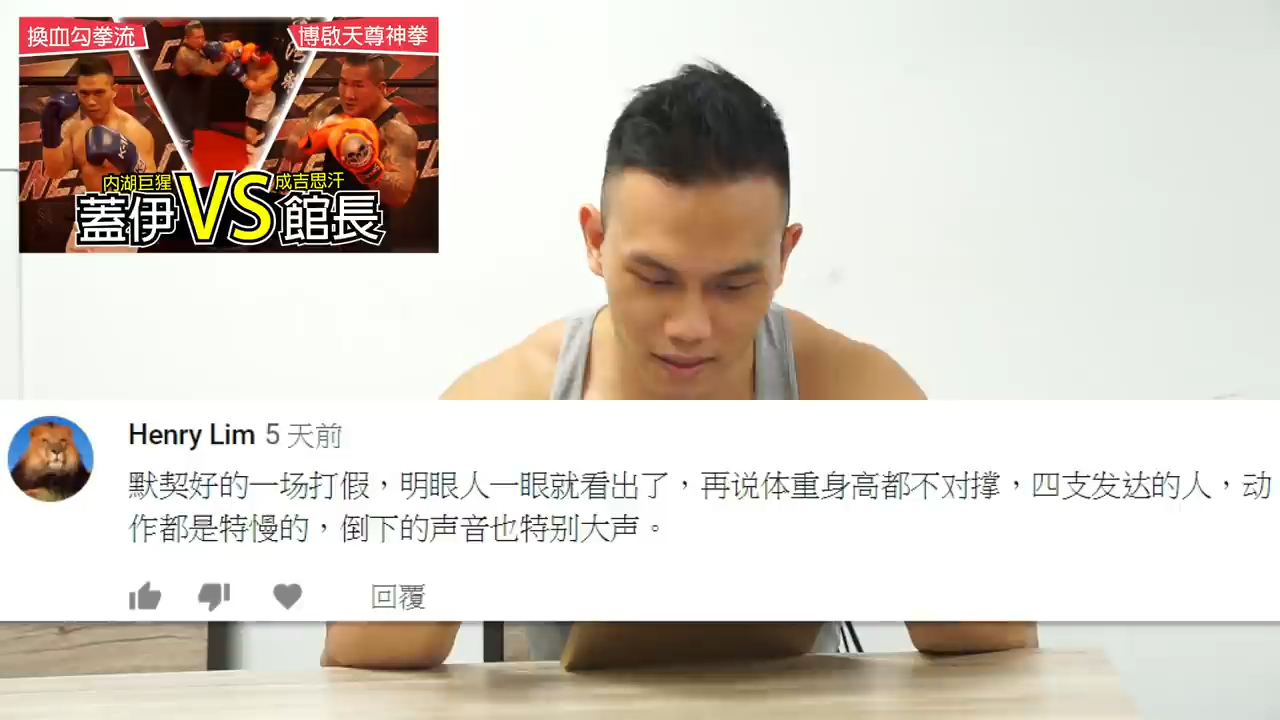 換血勾拳流
博啟天尊神拳
內湖巨猩
成吉思汗
蓋伊VS館長
Henry Lim 5 天前
默契好的一场打假，明眼人一眼就看出了，再说体重身高都不对撑，四支发达的人，动
作都是特慢的，倒下的声音也特别大声。
回覆